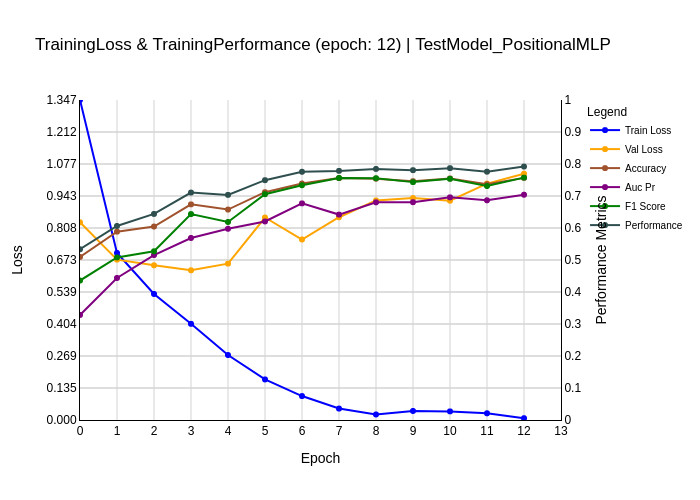 TrainingLoss & TrainingPerformance (epoch: 12) | TestModel_PositionalMLP
1.347
1.212
1.077
0.943
0.808
0.673
0.539
0.404
0.269
0.135
0.000
Loss
0 1 2 3 4 5 6 7 8 9 10 11 12 13
Epoch
1
0.9
0.8
0.7
0.6
0.5
0.4
0.3
0.2
0.1
0
Performance Metrics
Legend
Train Loss
Val Loss
Accuracy
Auc Pr
F1 Score
Performance